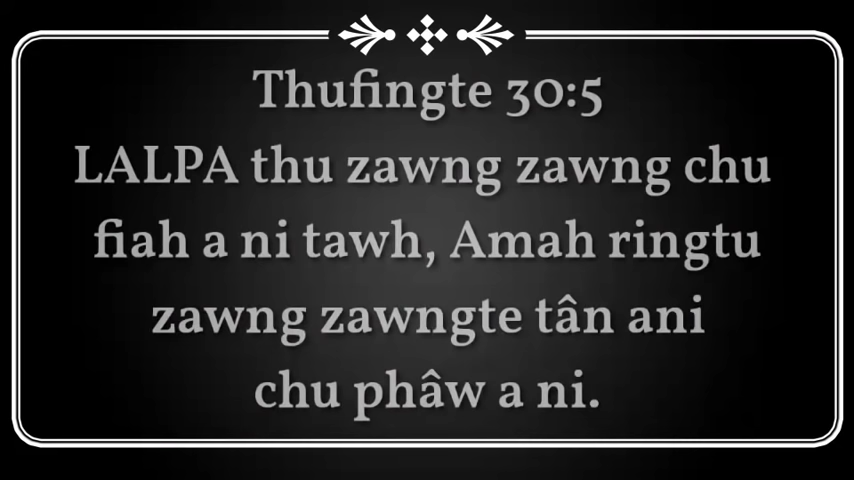 Thufingte 30:5
LALPA thu zawng zawng chu
fiah a ni tawh, Amah ringtu
zawng zawngte tân ani
chu phâw a ni.